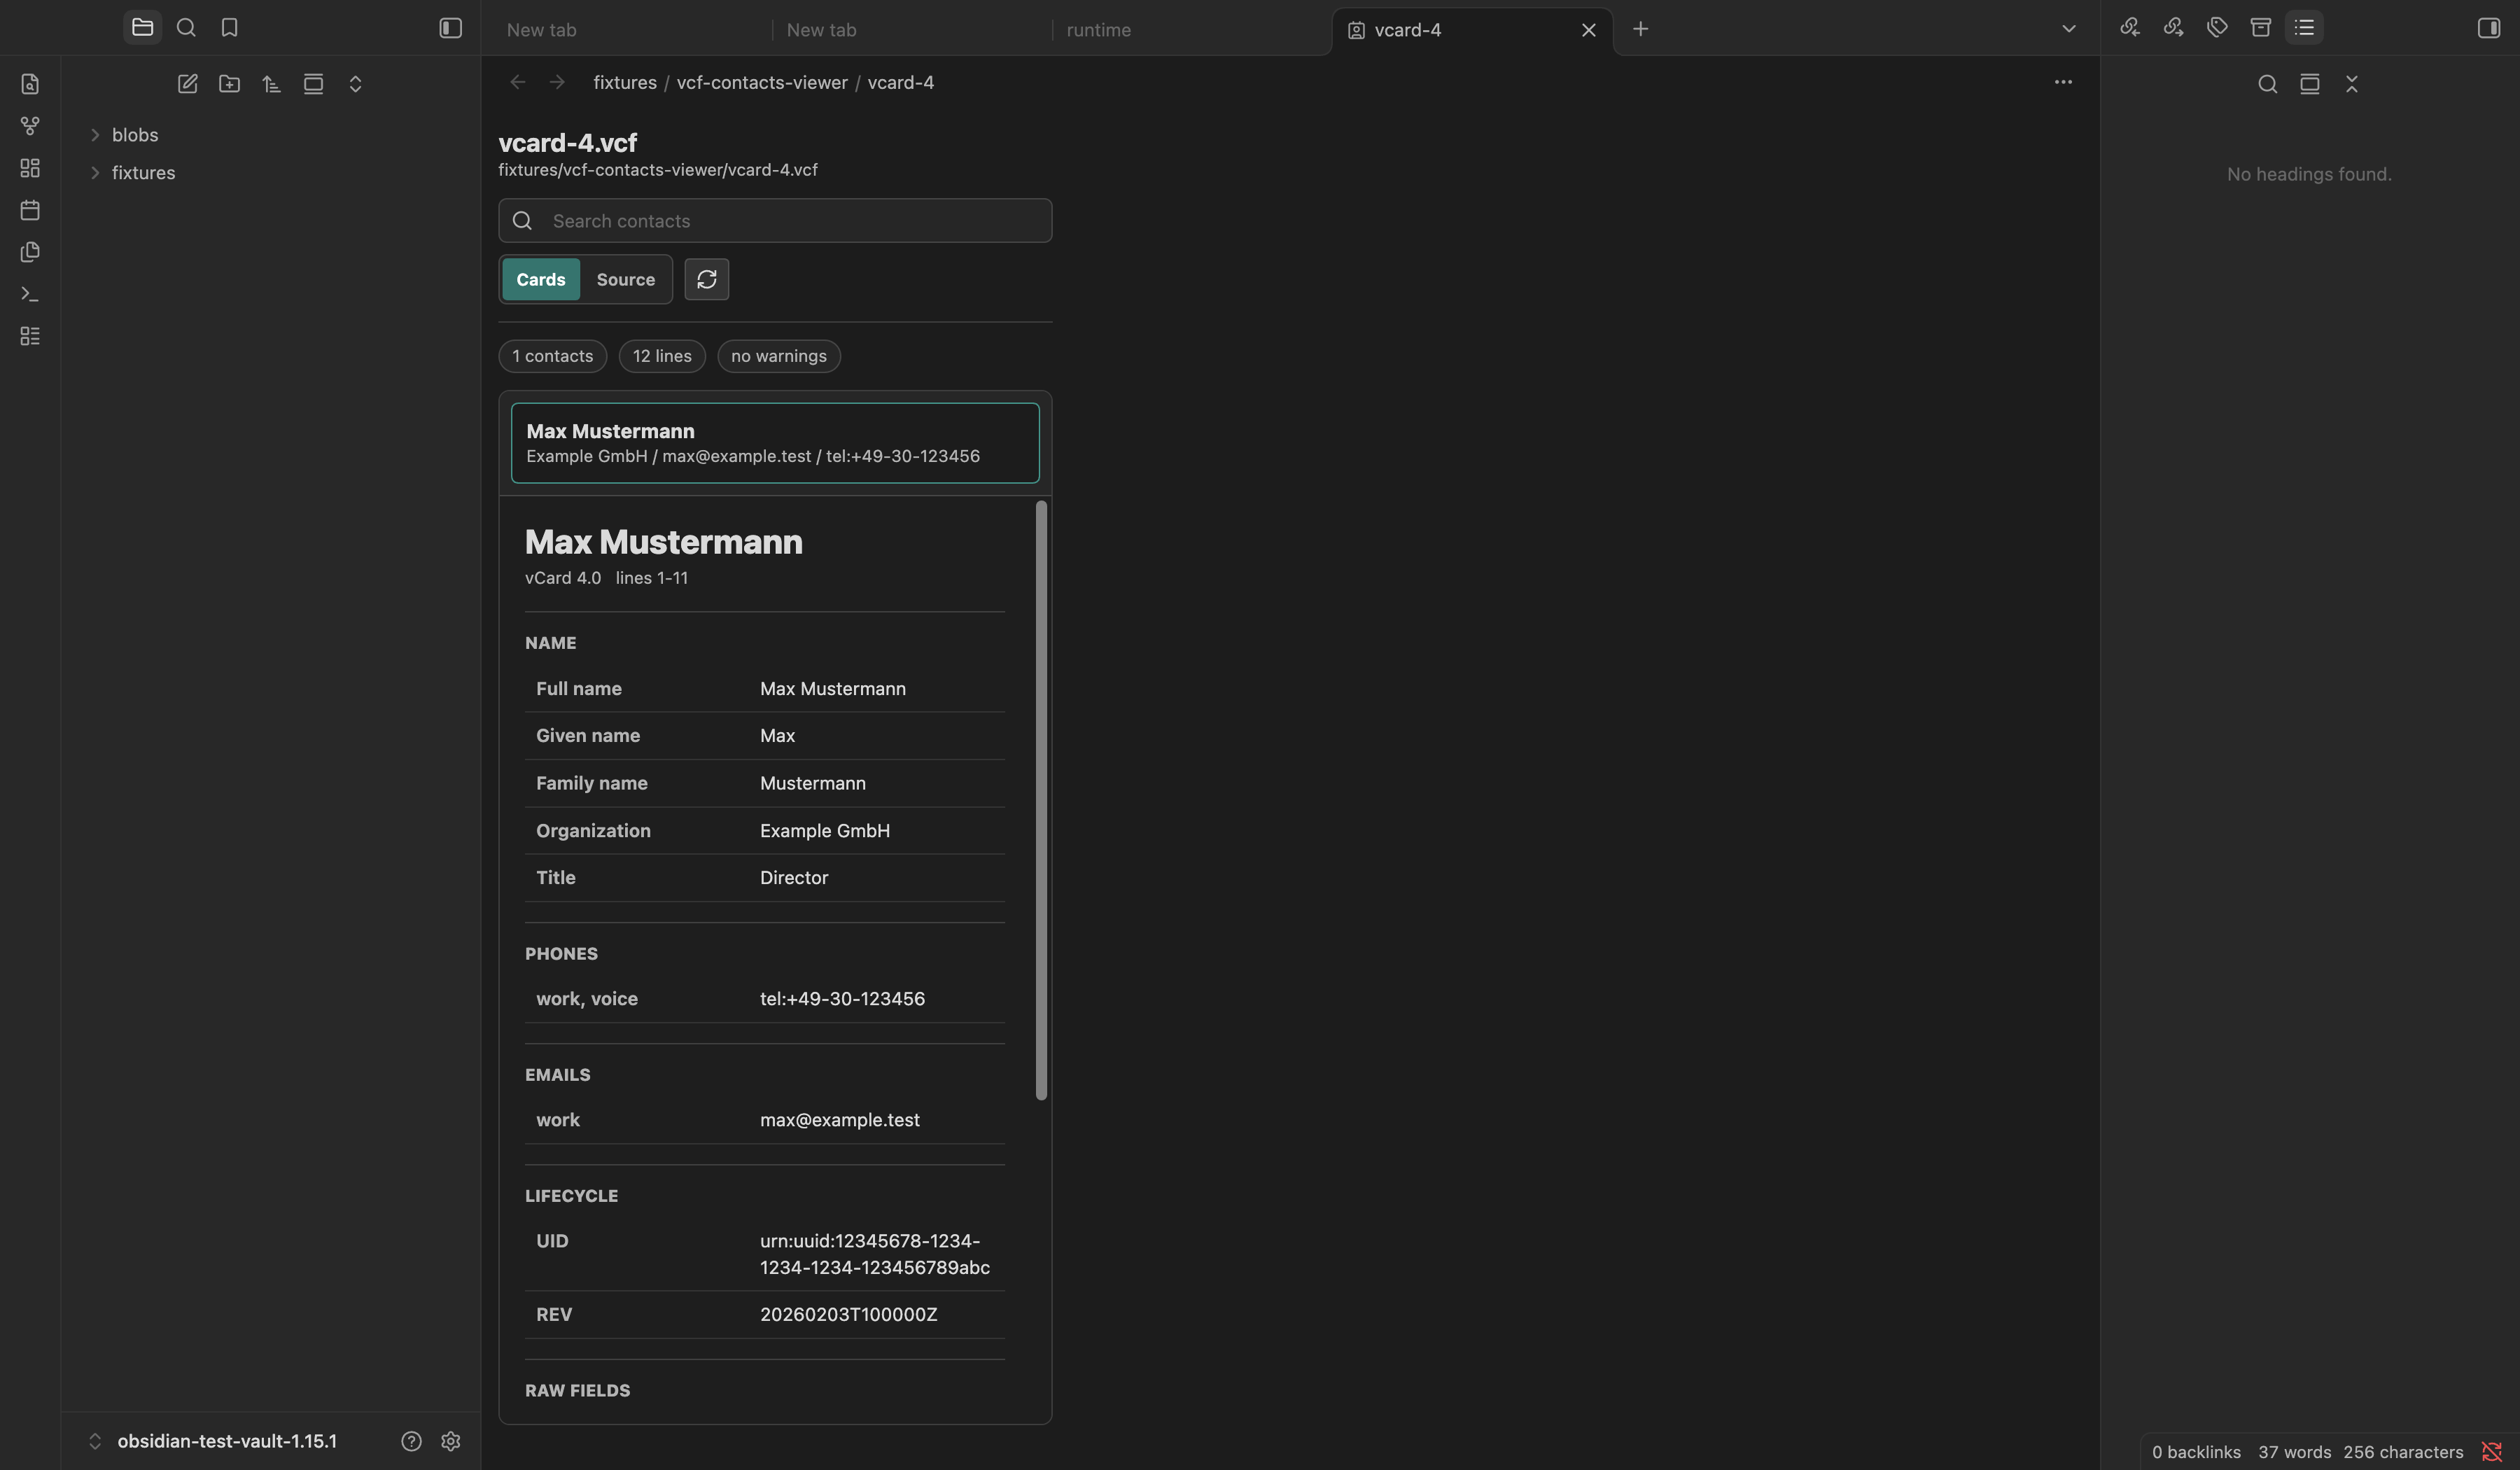 New tab
New tab
runtime
vcard-4
fixtures / vcf-contacts-viewer / vcard-4
blobs
fixtures
vcard-4.vcf
fixtures/vcf-contacts-viewer/vcard-4.vcf
Search contacts
Cards
Source
1 contacts
12 lines
no warnings
Max Mustermann
Example GmbH / max@example.test / tel:+49-30-123456
Max Mustermann
vCard 4.0 lines 1-11
NAME
Full name Max Mustermann
Given name Max
Family name Mustermann
Organization Example GmbH
Title Director
PHONES
work, voice tel:+49-30-123456
EMAILS
work max@example.test
LIFECYCLE
UID urn:uuid:12345678-1234-
1234-1234-123456789abc
REV 20260203T100000Z
RAW FIELDS
No headings found.
obsidian-test-vault-1.15.1
0 backlinks 37 words 256 characters